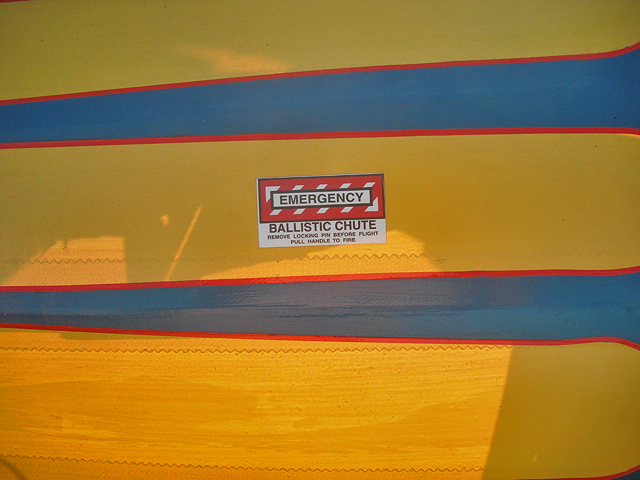 EMERGENCY
BALLISTIC CHUTE
REMOVE LOCKING PIN BEFORE FLIGHT
PULL HANDLE TO FIRE